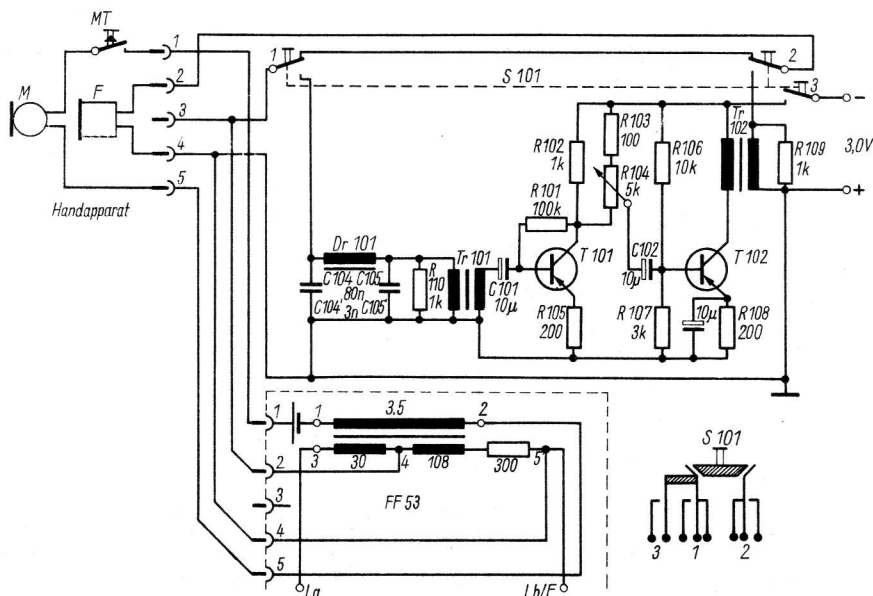 MT
1
2
3
4
5
M
F
Handapparat
1
S 101
2
3
−
+
3,0V
R103
100
R102
1k
R104
5k
R106
10k
Tr
102
R109
1k
R101
100k
Dr 101
C104
C105
C104'
80n
3n
C105'
R
110
1k
Tr 101
C101
10µ
T 101
C102
10µ
T 102
R105
200
R107
3k
10µ
R108
200
1
1
3,5
2
2
3
30
4
108
300
5
3
FF 53
4
5
La
Lb/E
S 101
3
1
2